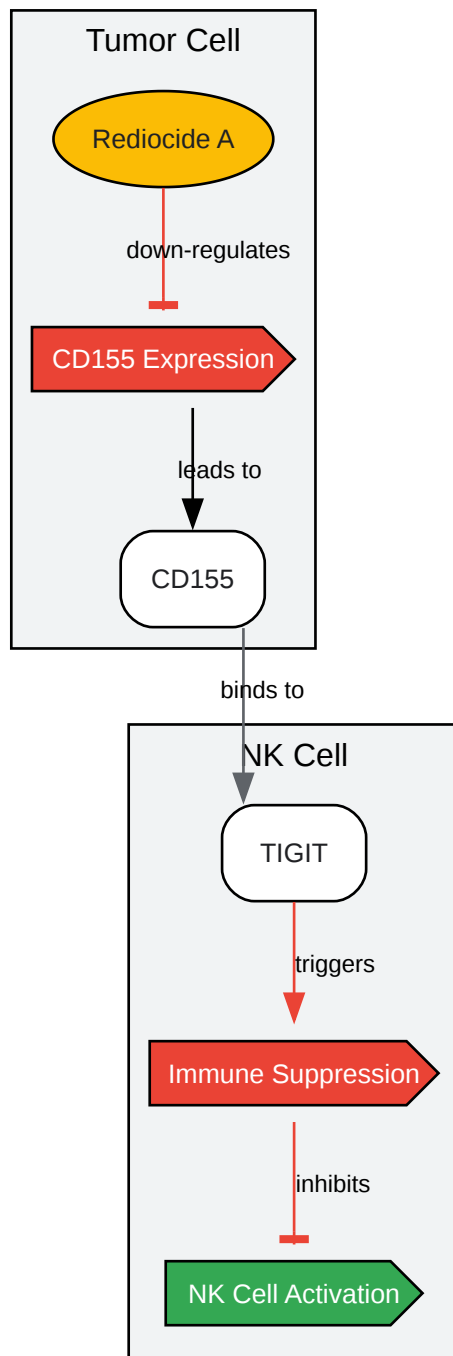 Tumor Cell
Rediocide A
down-regulates
CD155 Expression
leads to
CD155
binds to
NK Cell
TIGIT
triggers
Immune Suppression
inhibits
NK Cell Activation